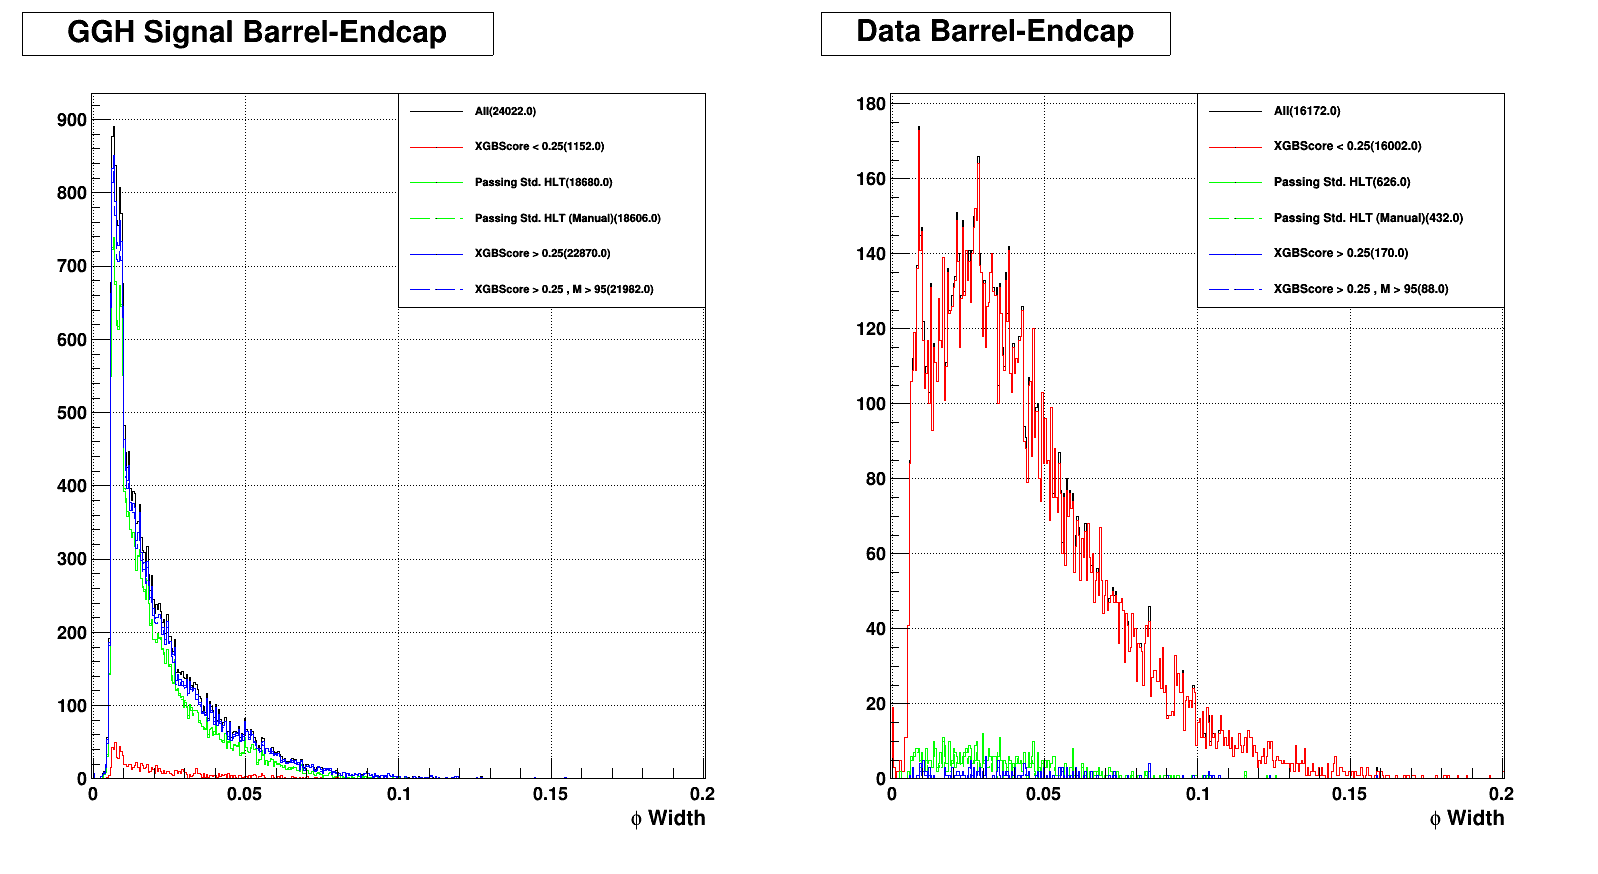 GGH Signal Barrel-Endcap
All(24022.0)
XGBScore < 0.25(1152.0)
Passing Std. HLT(18680.0)
Passing Std. HLT (Manual)(18606.0)
XGBScore > 0.25(22870.0)
XGBScore > 0.25 , M > 95(21982.0)
900
800
700
600
500
400
300
200
100
0
0 0.05 0.1 0.15 0.2
ϕ Width
Data Barrel-Endcap
All(16172.0)
XGBScore < 0.25(16002.0)
Passing Std. HLT(626.0)
Passing Std. HLT (Manual)(432.0)
XGBScore > 0.25(170.0)
XGBScore > 0.25 , M > 95(88.0)
180
160
140
120
100
80
60
40
20
0
0 0.05 0.1 0.15 0.2
ϕ Width